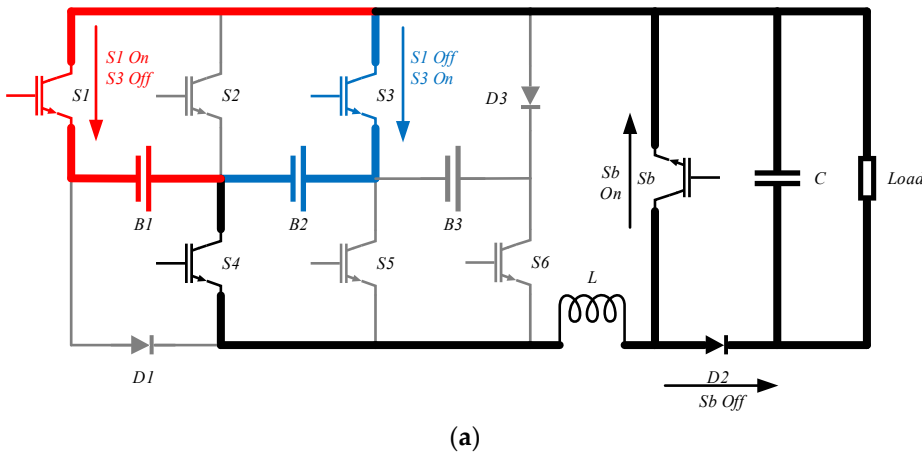 S1 On
S3 Off
S1 Off
S3 On
S1
S2
S3
D3
Sb
On
Sb
C
Load
B1
B2
B3
S4
S5
S6
L
D1
D2
Sb Off
(a)